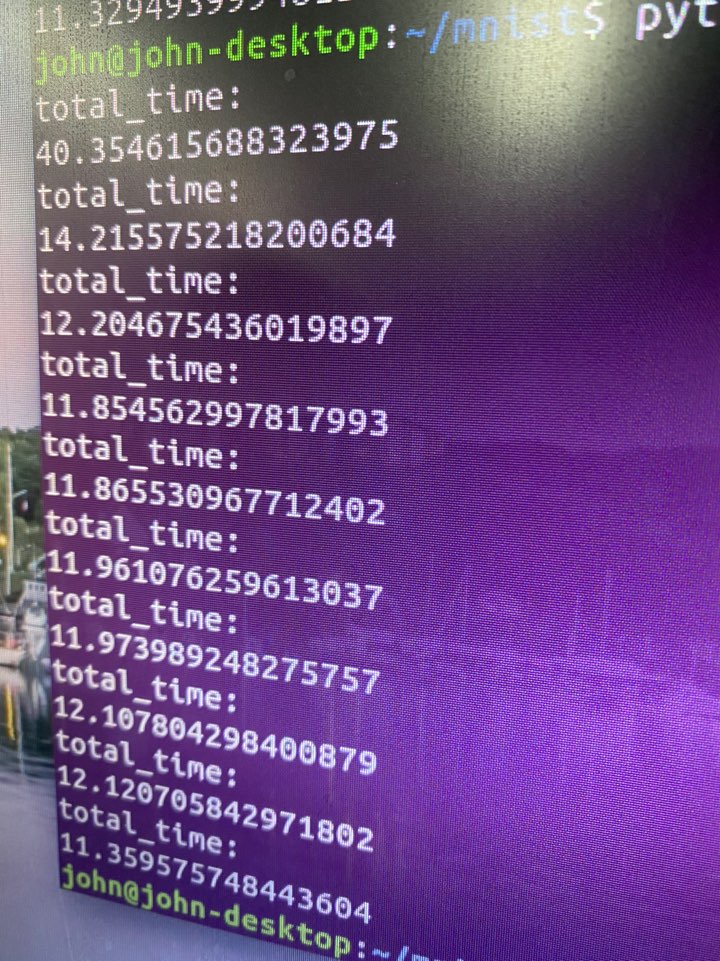 john@john-desktop:~/mnist$ pyt
total_time:
40.354615688323975
total_time:
14.215575218200684
total_time:
12.204675436019897
total_time:
11.854562997817993
total_time:
11.865530967712402
total_time:
11.961076259613037
total_time:
11.973989248275757
total_time:
12.107804298400879
total_time:
12.120705842971802
total_time:
11.359575748443604
john@john-desktop:~/mn